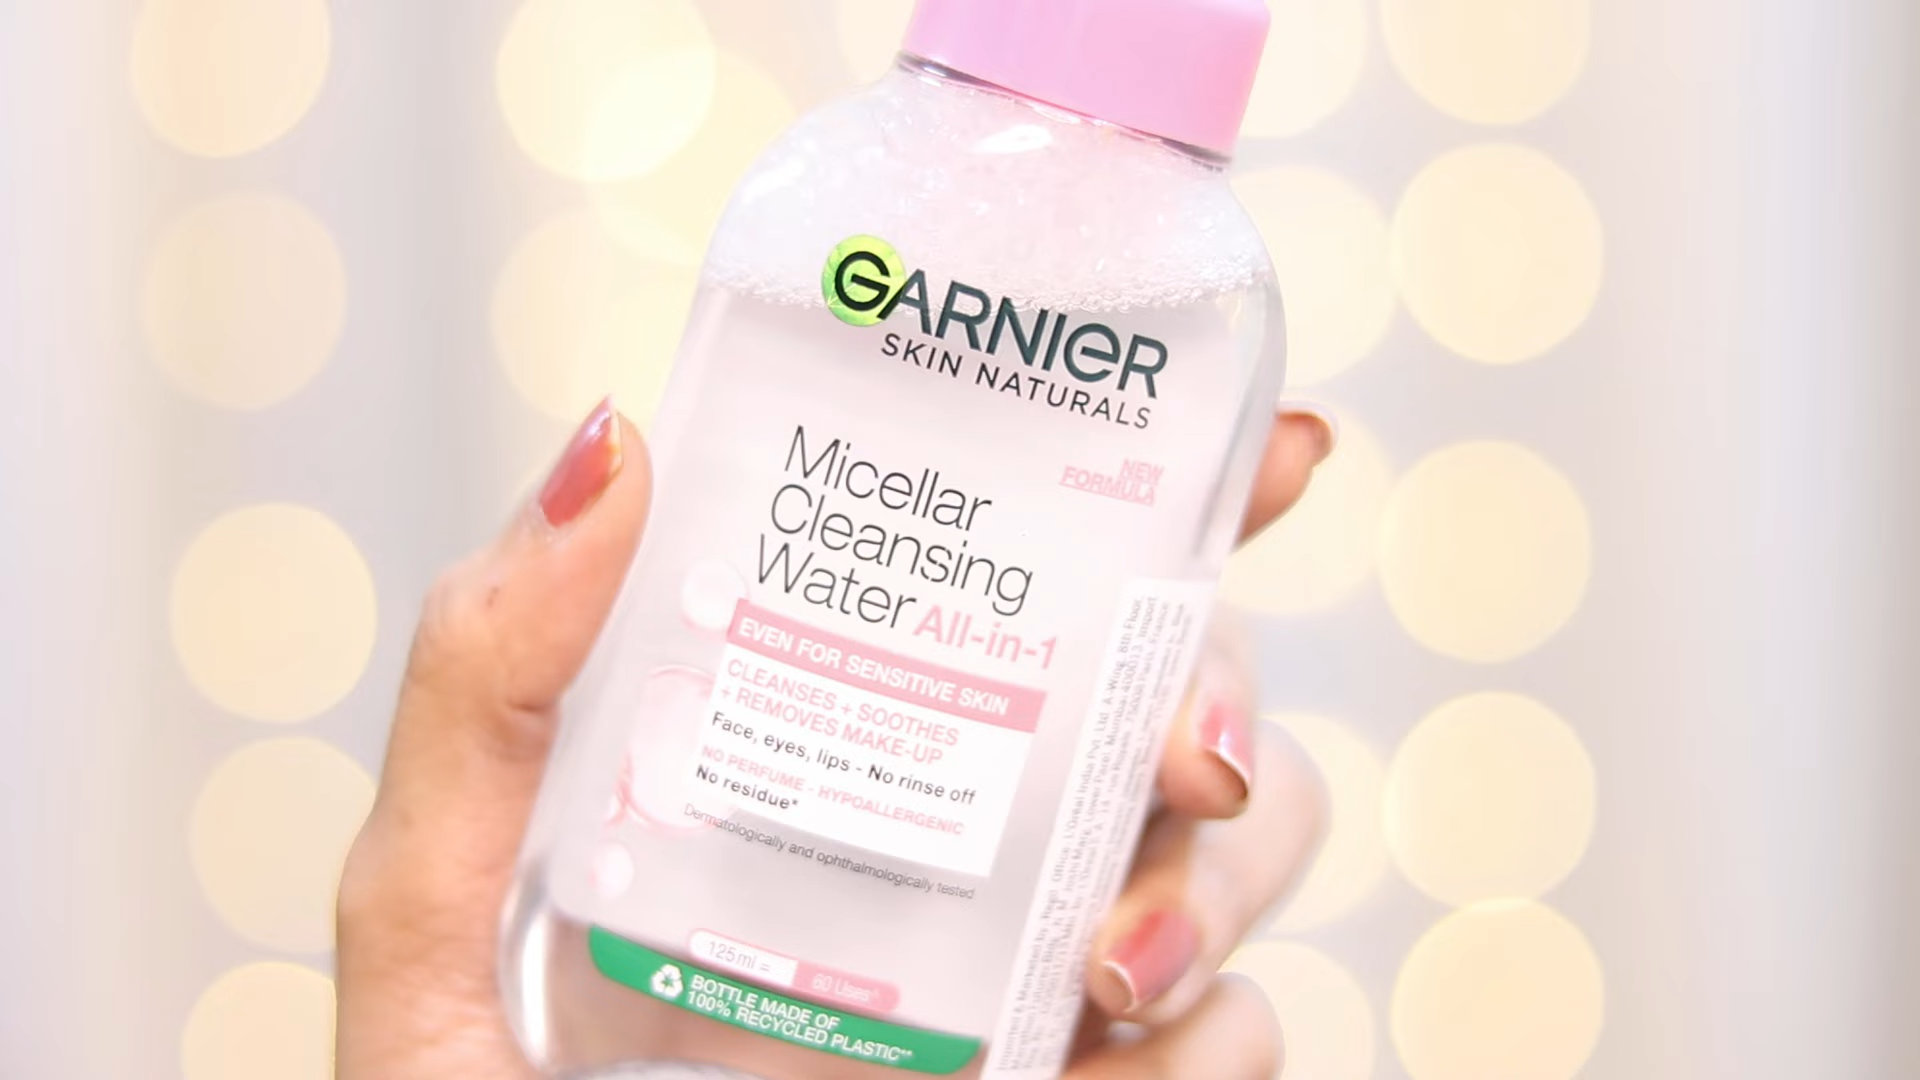 GARNIER
SKIN NATURALS
NEW
FORMULA
Micellar
Cleansing
Water All-in-1
EVEN FOR SENSITIVE SKIN
CLEANSES + SOOTHES
+ REMOVES MAKE-UP
Face, eyes, lips - No rinse off
NO PERFUME - HYPOALLERGENIC
No residue*
Dermatologically and ophthalmologically tested
125 ml = 60 Uses^
BOTTLE MADE OF
100% RECYCLED PLASTIC**